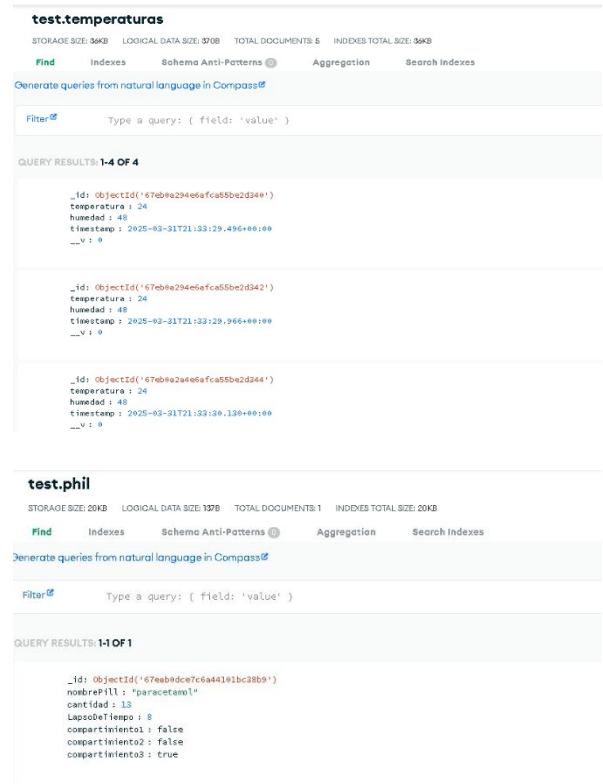 test.temperaturas
STORAGE SIZE: 36KB LOGICAL DATA SIZE: 370B TOTAL DOCUMENTS: 5 INDEXES TOTAL SIZE: 36KB
Find Indexes Schema Anti-Patterns 0 Aggregation Search Indexes
Generate queries from natural language in Compass
Filter Type a query: { field: 'value' }
QUERY RESULTS: 1-4 OF 4
_id: ObjectId('67eb0a294e6afca55be2d340')
temperatura : 24
humedad : 48
timestamp : 2025-03-31T21:33:29.496+00:00
__v : 0
_id: ObjectId('67eb0a294e6afca55be2d342')
temperatura : 24
humedad : 48
timestamp : 2025-03-31T21:33:29.966+00:00
__v : 0
_id: ObjectId('67eb0a2a4e6afca55be2d344')
temperatura : 24
humedad : 48
timestamp : 2025-03-31T21:33:30.130+00:00
__v : 0
test.phil
STORAGE SIZE: 20KB LOGICAL DATA SIZE: 137B TOTAL DOCUMENTS: 1 INDEXES TOTAL SIZE: 20KB
Find Indexes Schema Anti-Patterns 0 Aggregation Search Indexes
Generate queries from natural language in Compass
Filter Type a query: { field: 'value' }
QUERY RESULTS: 1-1 OF 1
_id: ObjectId('67eab0dce7c6a44101bc38b9')
nombrePill : "paracetamol"
cantidad : 13
LapsoDeTiempo : 8
compartimiento1 : false
compartimiento2 : false
compartimiento3 : true